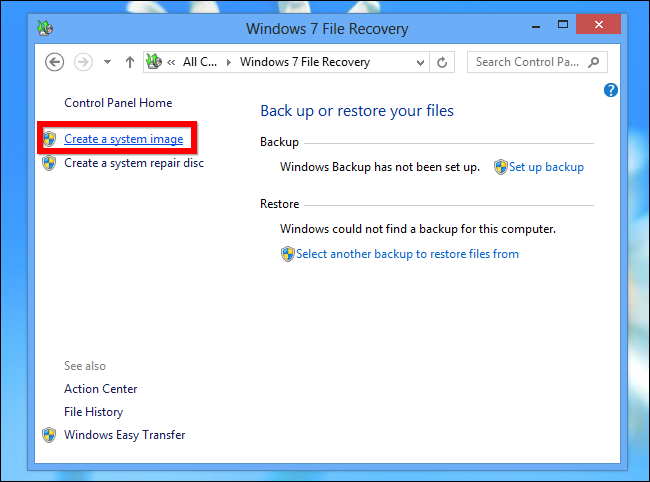 Windows 7 File Recovery
« All C... Windows 7 File Recovery
Search Control Pa...
Control Panel Home
Create a system image
Create a system repair disc
Back up or restore your files
Backup
Windows Backup has not been set up. Set up backup
Restore
Windows could not find a backup for this computer.
Select another backup to restore files from
See also
Action Center
File History
Windows Easy Transfer